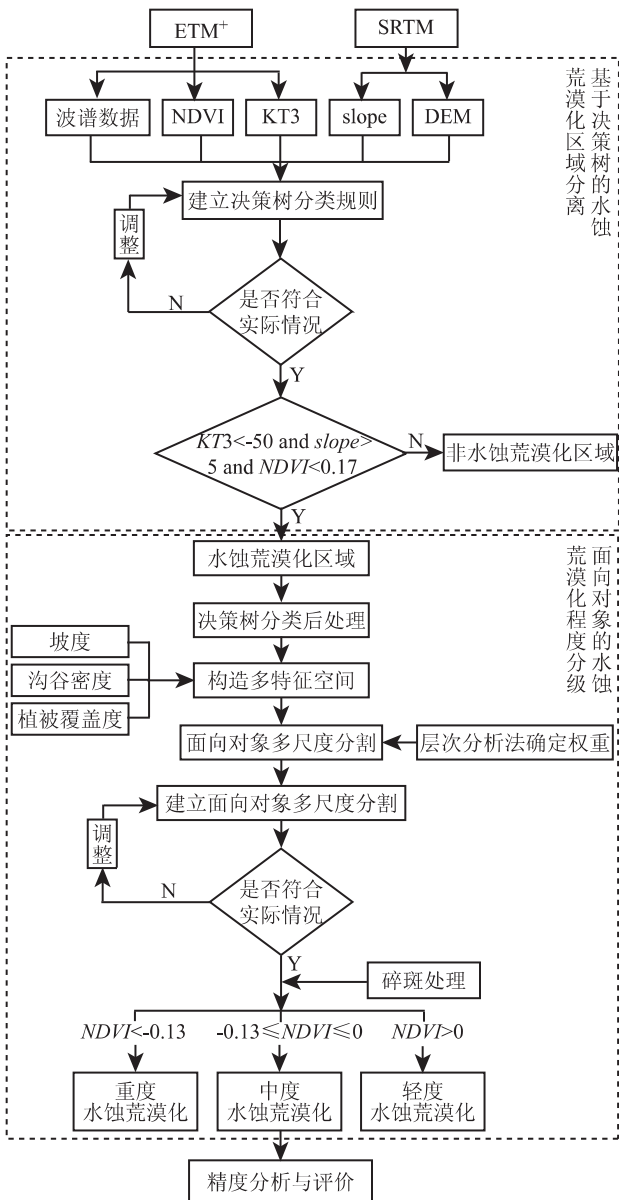 ETM+
SRTM
波谱数据
NDVI
KT3
slope
DEM
基于决策树的水蚀
荒漠化区域分离
建立决策树分类规则
调整
是否符合
实际情况
N
Y
KT3<-50 and slope>
5 and NDVI<0.17
N
非水蚀荒漠化区域
Y
水蚀荒漠化区域
面向对象的水蚀
荒漠化程度分级
决策树分类后处理
坡度
沟谷密度
植被覆盖度
构造多特征空间
面向对象多尺度分割
层次分析法确定权重
建立面向对象多尺度分割
调整
是否符合
实际情况
N
Y
碎斑处理
NDVI<-0.13
-0.13≤NDVI≤0
NDVI>0
重度
水蚀荒漠化
中度
水蚀荒漠化
轻度
水蚀荒漠化
精度分析与评价